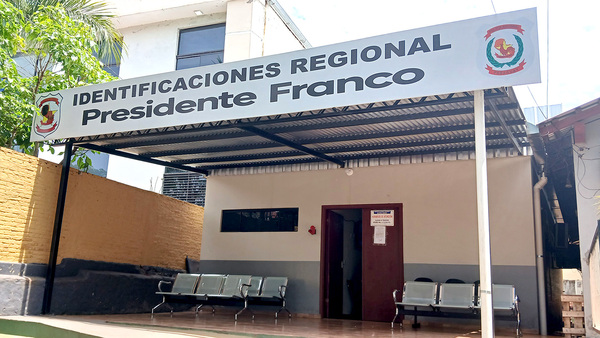 IDENTIFICACIONES REGIONAL
Presidente Franco